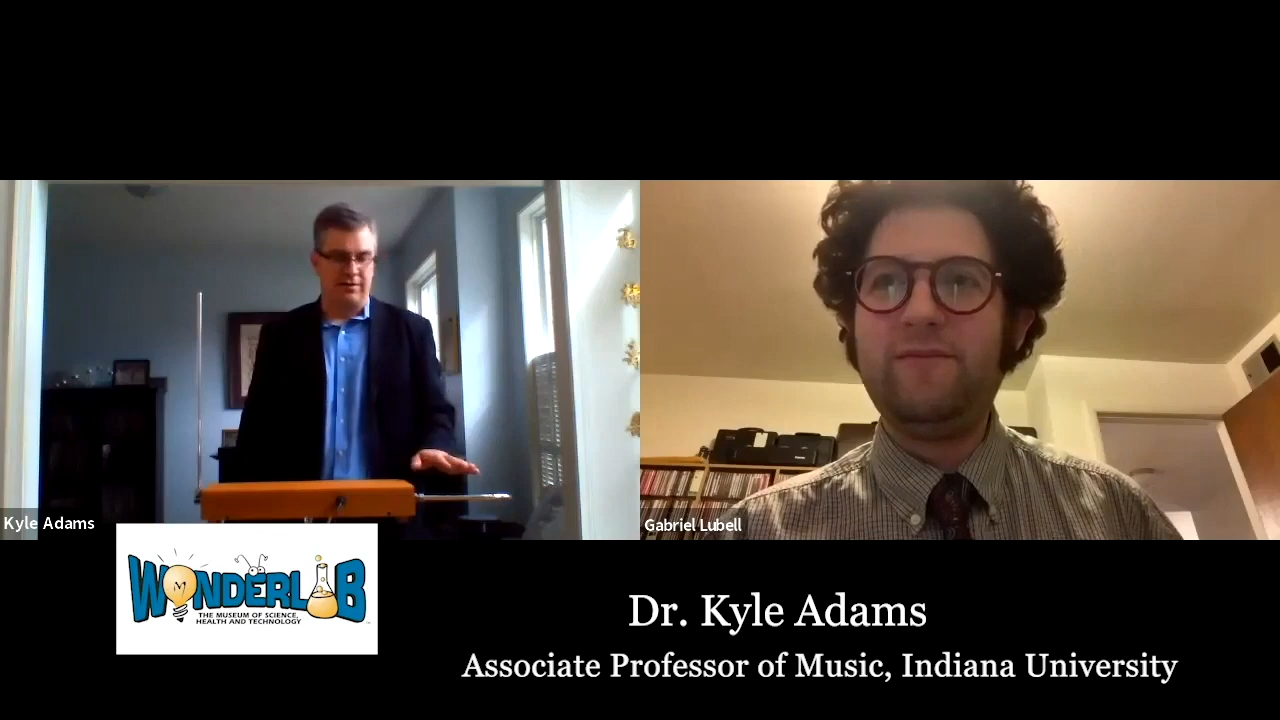 Kyle Adams
Gabriel Lubell
WONDERLAB
THE MUSEUM OF SCIENCE,
HEALTH AND TECHNOLOGY
Dr. Kyle Adams
Associate Professor of Music, Indiana University